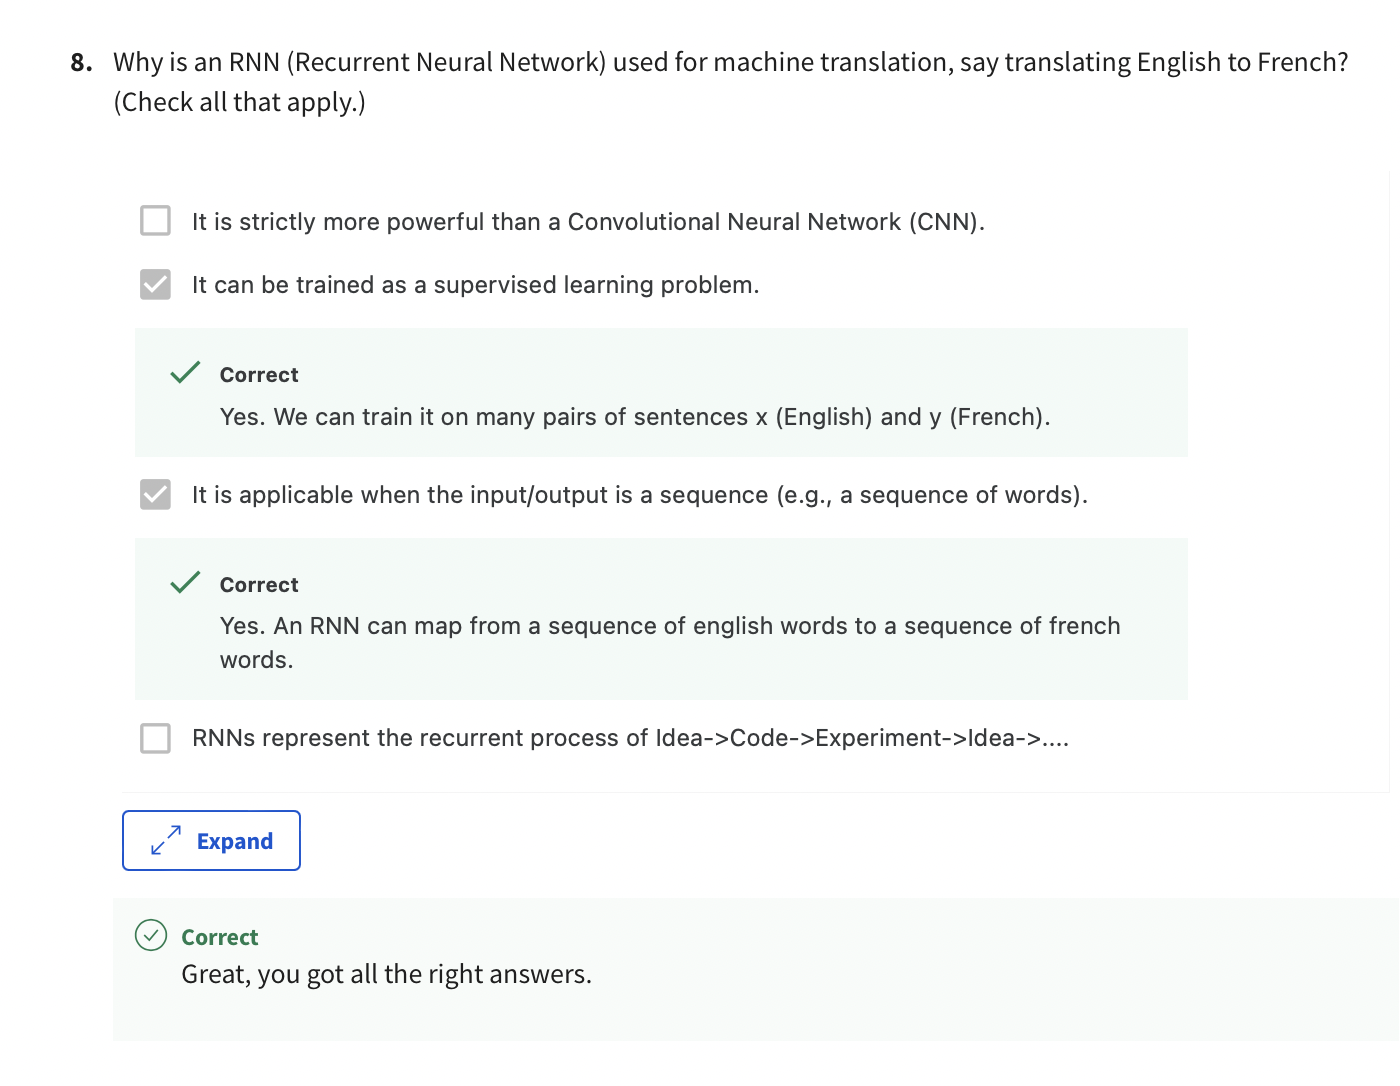 8. Why is an RNN (Recurrent Neural Network) used for machine translation, say translating English to French?
(Check all that apply.)
It is strictly more powerful than a Convolutional Neural Network (CNN).
It can be trained as a supervised learning problem.
Correct
Yes. We can train it on many pairs of sentences x (English) and y (French).
It is applicable when the input/output is a sequence (e.g., a sequence of words).
Correct
Yes. An RNN can map from a sequence of english words to a sequence of french
words.
RNNs represent the recurrent process of Idea->Code->Experiment->Idea->....
Expand
Correct
Great, you got all the right answers.